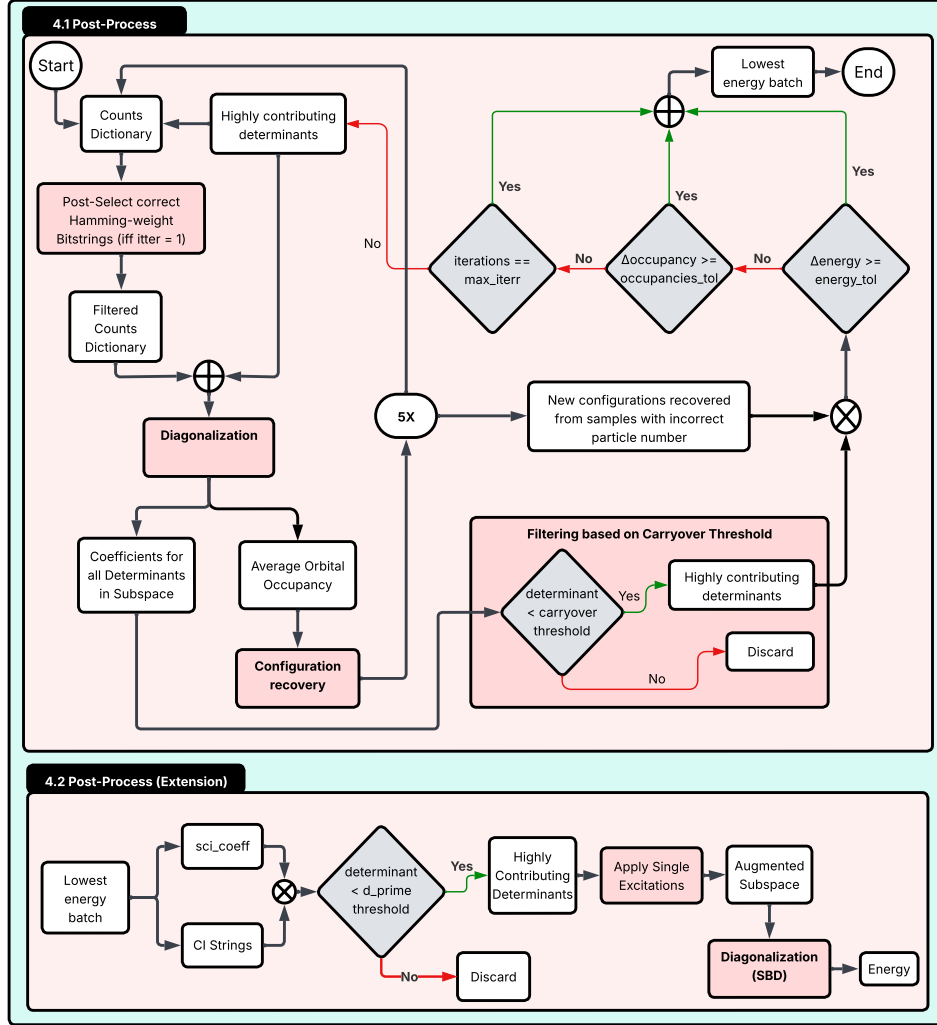 4.1 Post-Process
Start
Counts
Dictionary
Highly contributing
determinants
Lowest
energy batch
End
Post-Select correct
Hamming-weight
Bitstrings (iff itter = 1)
Yes
Yes
Yes
No
iterations ==
max_iterr
No
Δoccupancy >=
occupancies_tol
No
Δenergy >=
energy_tol
Filtered
Counts
Dictionary
Diagonalization
5X
New configurations recovered
from samples with incorrect
particle number
Coefficients for
all Determinants
in Subspace
Average Orbital
Occupancy
Configuration
recovery
Filtering based on Carryover Threshold
determinant
< carryover
threshold
Yes
Highly contributing
determinants
No
Discard
4.2 Post-Process (Extension)
Lowest
energy
batch
sci_coeff
CI Strings
determinant
< d_prime
threshold
Yes
No
Discard
Highly
Contributing
Determinants
Apply Single
Excitations
Augmented
Subspace
Diagonalization
(SBD)
Energy